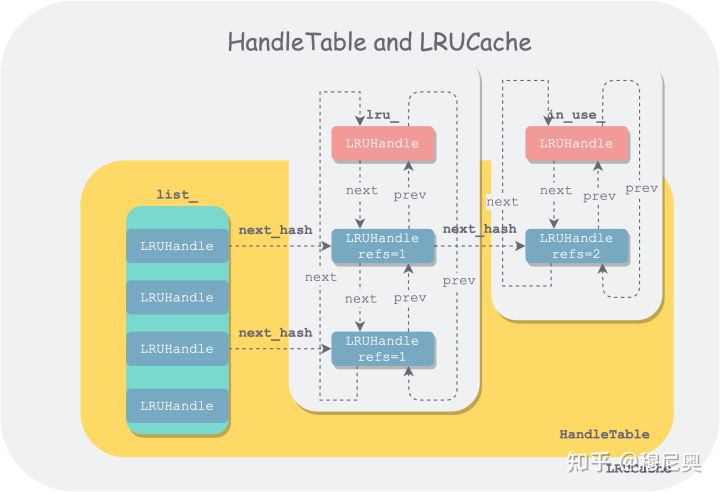 HandleTable and LRUCache
lru_
in_use_
LRUHandle
LRUHandle
next
prev
next
prev
next
prev
list_
LRUHandle
next_hash
LRUHandle
refs=1
next_hash
LRUHandle
refs=2
next
prev
LRUHandle
next
prev
LRUHandle
next_hash
LRUHandle
refs=1
LRUHandle
HandleTable
LRUCache
知乎 @穆尼奥